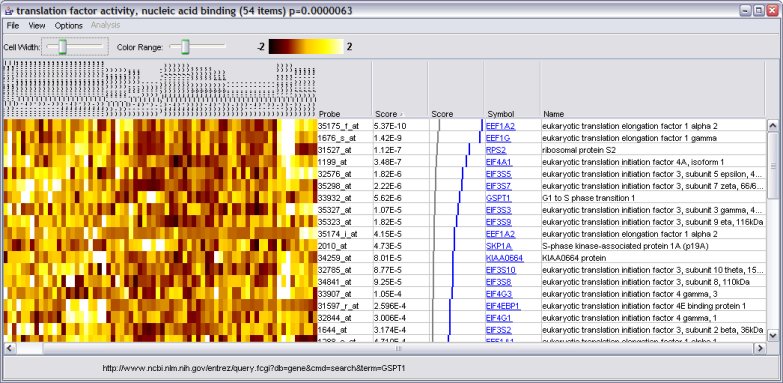 translation factor activity, nucleic acid binding (54 items) p=0.0000063
File View Options Analysis
Cell Width: Color Range: -2 2
Probe Score Score Symbol Name
35175_f_at 5.37E-10 EEF1A2 eukaryotic translation elongation factor 1 alpha 2
1676_s_at 1.42E-9 EEF1G eukaryotic translation elongation factor 1 gamma
31527_at 1.12E-7 RPS2 ribosomal protein S2
1199_at 3.48E-7 EIF4A1 eukaryotic translation initiation factor 4A, isoform 1
32576_at 1.82E-6 EIF3S5 eukaryotic translation initiation factor 3, subunit 5 epsilon, 4...
35298_at 2.22E-6 EIF3S7 eukaryotic translation initiation factor 3, subunit 7 zeta, 66/6...
33932_at 5.62E-6 GSPT1 G1 to S phase transition 1
35327_at 1.07E-5 EIF3S3 eukaryotic translation initiation factor 3, subunit 3 gamma, 4...
35323_at 1.82E-5 EIF3S9 eukaryotic translation initiation factor 3, subunit 9 eta, 116kDa
35174_i_at 4.15E-5 EEF1A2 eukaryotic translation elongation factor 1 alpha 2
2010_at 4.73E-5 SKP1A S-phase kinase-associated protein 1A (p19A)
34259_at 8.01E-5 KIAA0664 KIAA0664 protein
32785_at 8.77E-5 EIF3S10 eukaryotic translation initiation factor 3, subunit 10 theta, 15...
34841_at 9.25E-5 EIF3S8 eukaryotic translation initiation factor 3, subunit 8, 110kDa
33907_at 1.05E-4 EIF4G3 eukaryotic translation initiation factor 4 gamma, 3
31597_r_at 2.596E-4 EIF4EBP1 eukaryotic translation initiation factor 4E binding protein 1
32844_at 3.006E-4 EIF4G1 eukaryotic translation initiation factor 4 gamma, 1
1644_at 3.174E-4 EIF3S2 eukaryotic translation initiation factor 3, subunit 2 beta, 36kDa
http://www.ncbi.nlm.nih.gov/entrez/query.fcgi?db=gene&cmd=search&term=GSPT1